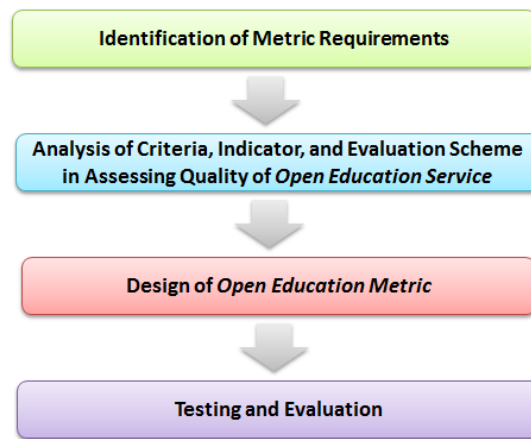 Identification of Metric Requirements
Analysis of Criteria, Indicator, and Evaluation Scheme
in Assessing Quality of Open Education Service
Design of Open Education Metric
Testing and Evaluation